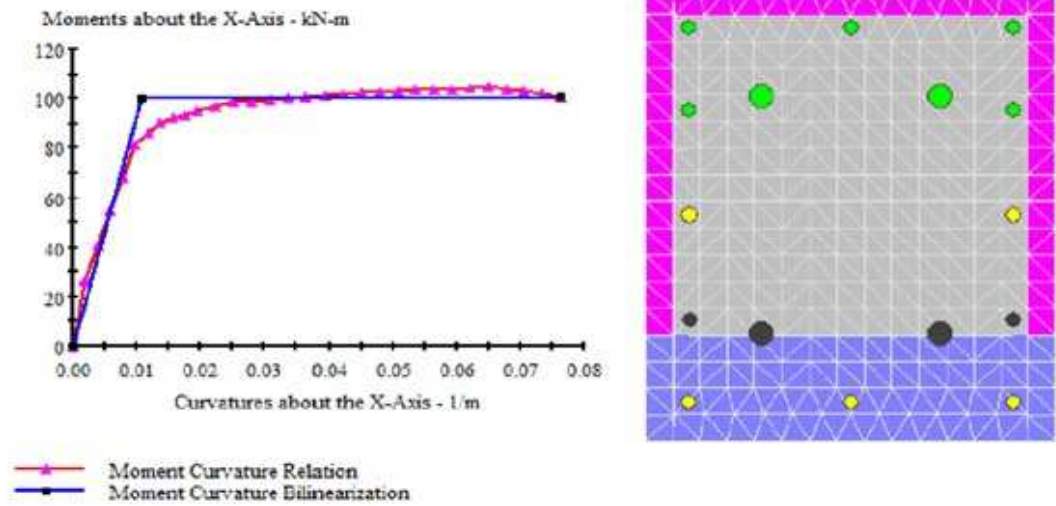 Moments about the X-Axis - kN-m
120
100
80
60
40
20
0
0.00 0.01 0.02 0.03 0.04 0.05 0.06 0.07 0.08
Curvatures about the X-Axis - 1/m
Moment Curvature Relation
Moment Curvature Bilinearization